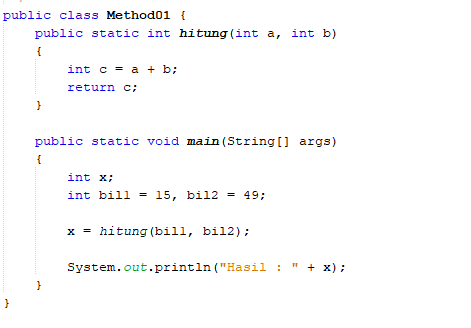 public class Method01 {
public static int hitung(int a, int b)
{
int c = a + b;
return c;
}
public static void main(String[] args)
{
int x;
int bil1 = 15, bil2 = 49;
x = hitung(bil1, bil2);
System.out.println("Hasil : " + x);
}
}